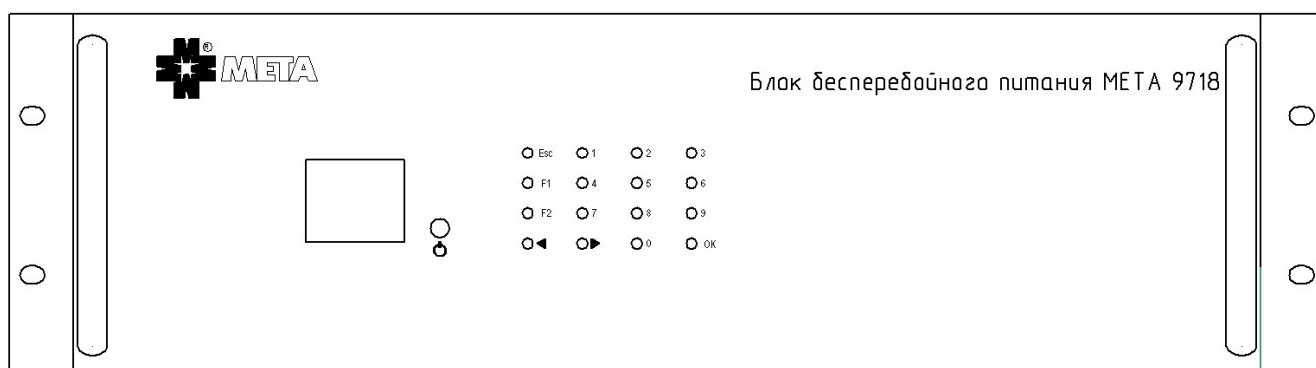 ® МЕТА
Блок бесперебойного питания МЕТА 9718
Esc 1 2 3
F1 4 5 6
F2 7 8 9
0 OK